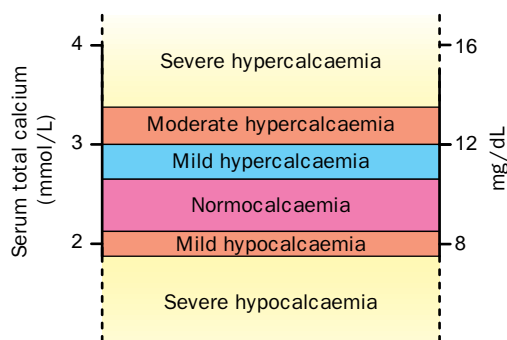 Serum total calcium
(mmol/L)
4
3
2
Severe hypercalcaemia
Moderate hypercalcaemia
Mild hypercalcaemia
Normocalcaemia
Mild hypocalcaemia
Severe hypocalcaemia
16
12
8
mg/dL